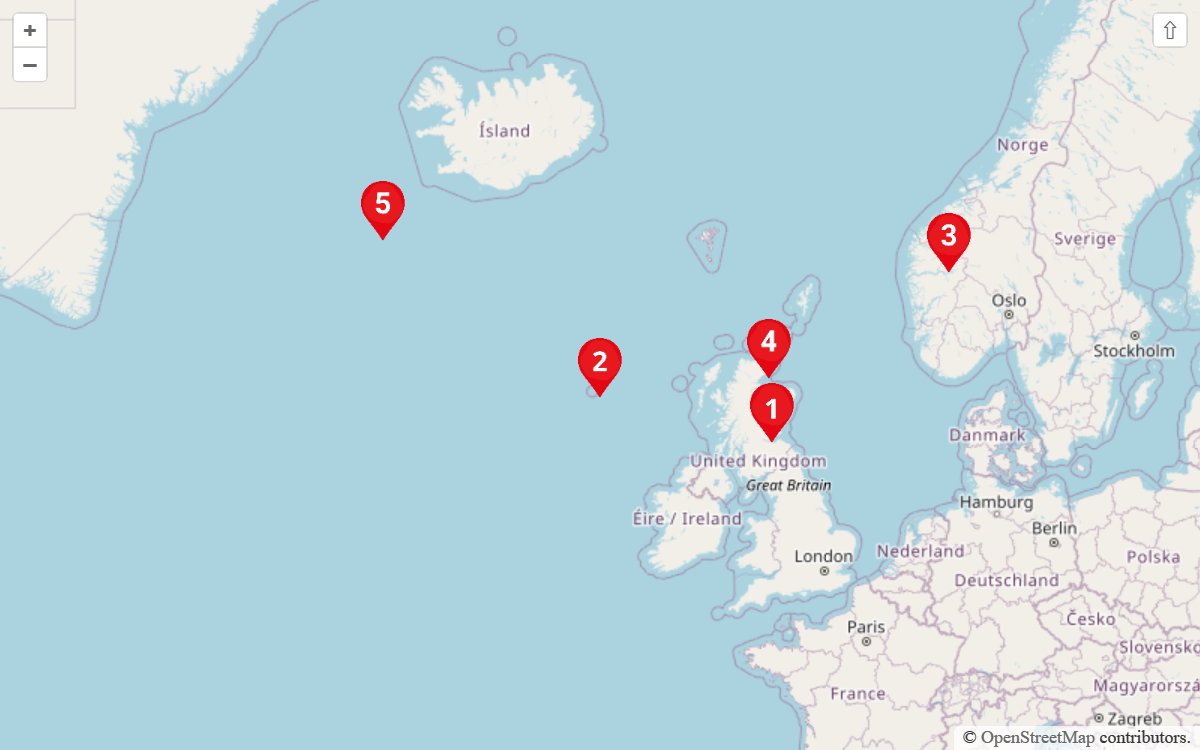 +
−
⇧
Ísland
Norge
5
3
Sverige
Oslo
4
Stockholm
2
1
Danmark
United Kingdom
Great Britain
Hamburg
Éire / Ireland
Berlin
Nederland
London
Polska
Deutschland
Česko
Paris
Slovensko
Magyarorszá
France
Zagreb
© OpenStreetMap contributors.